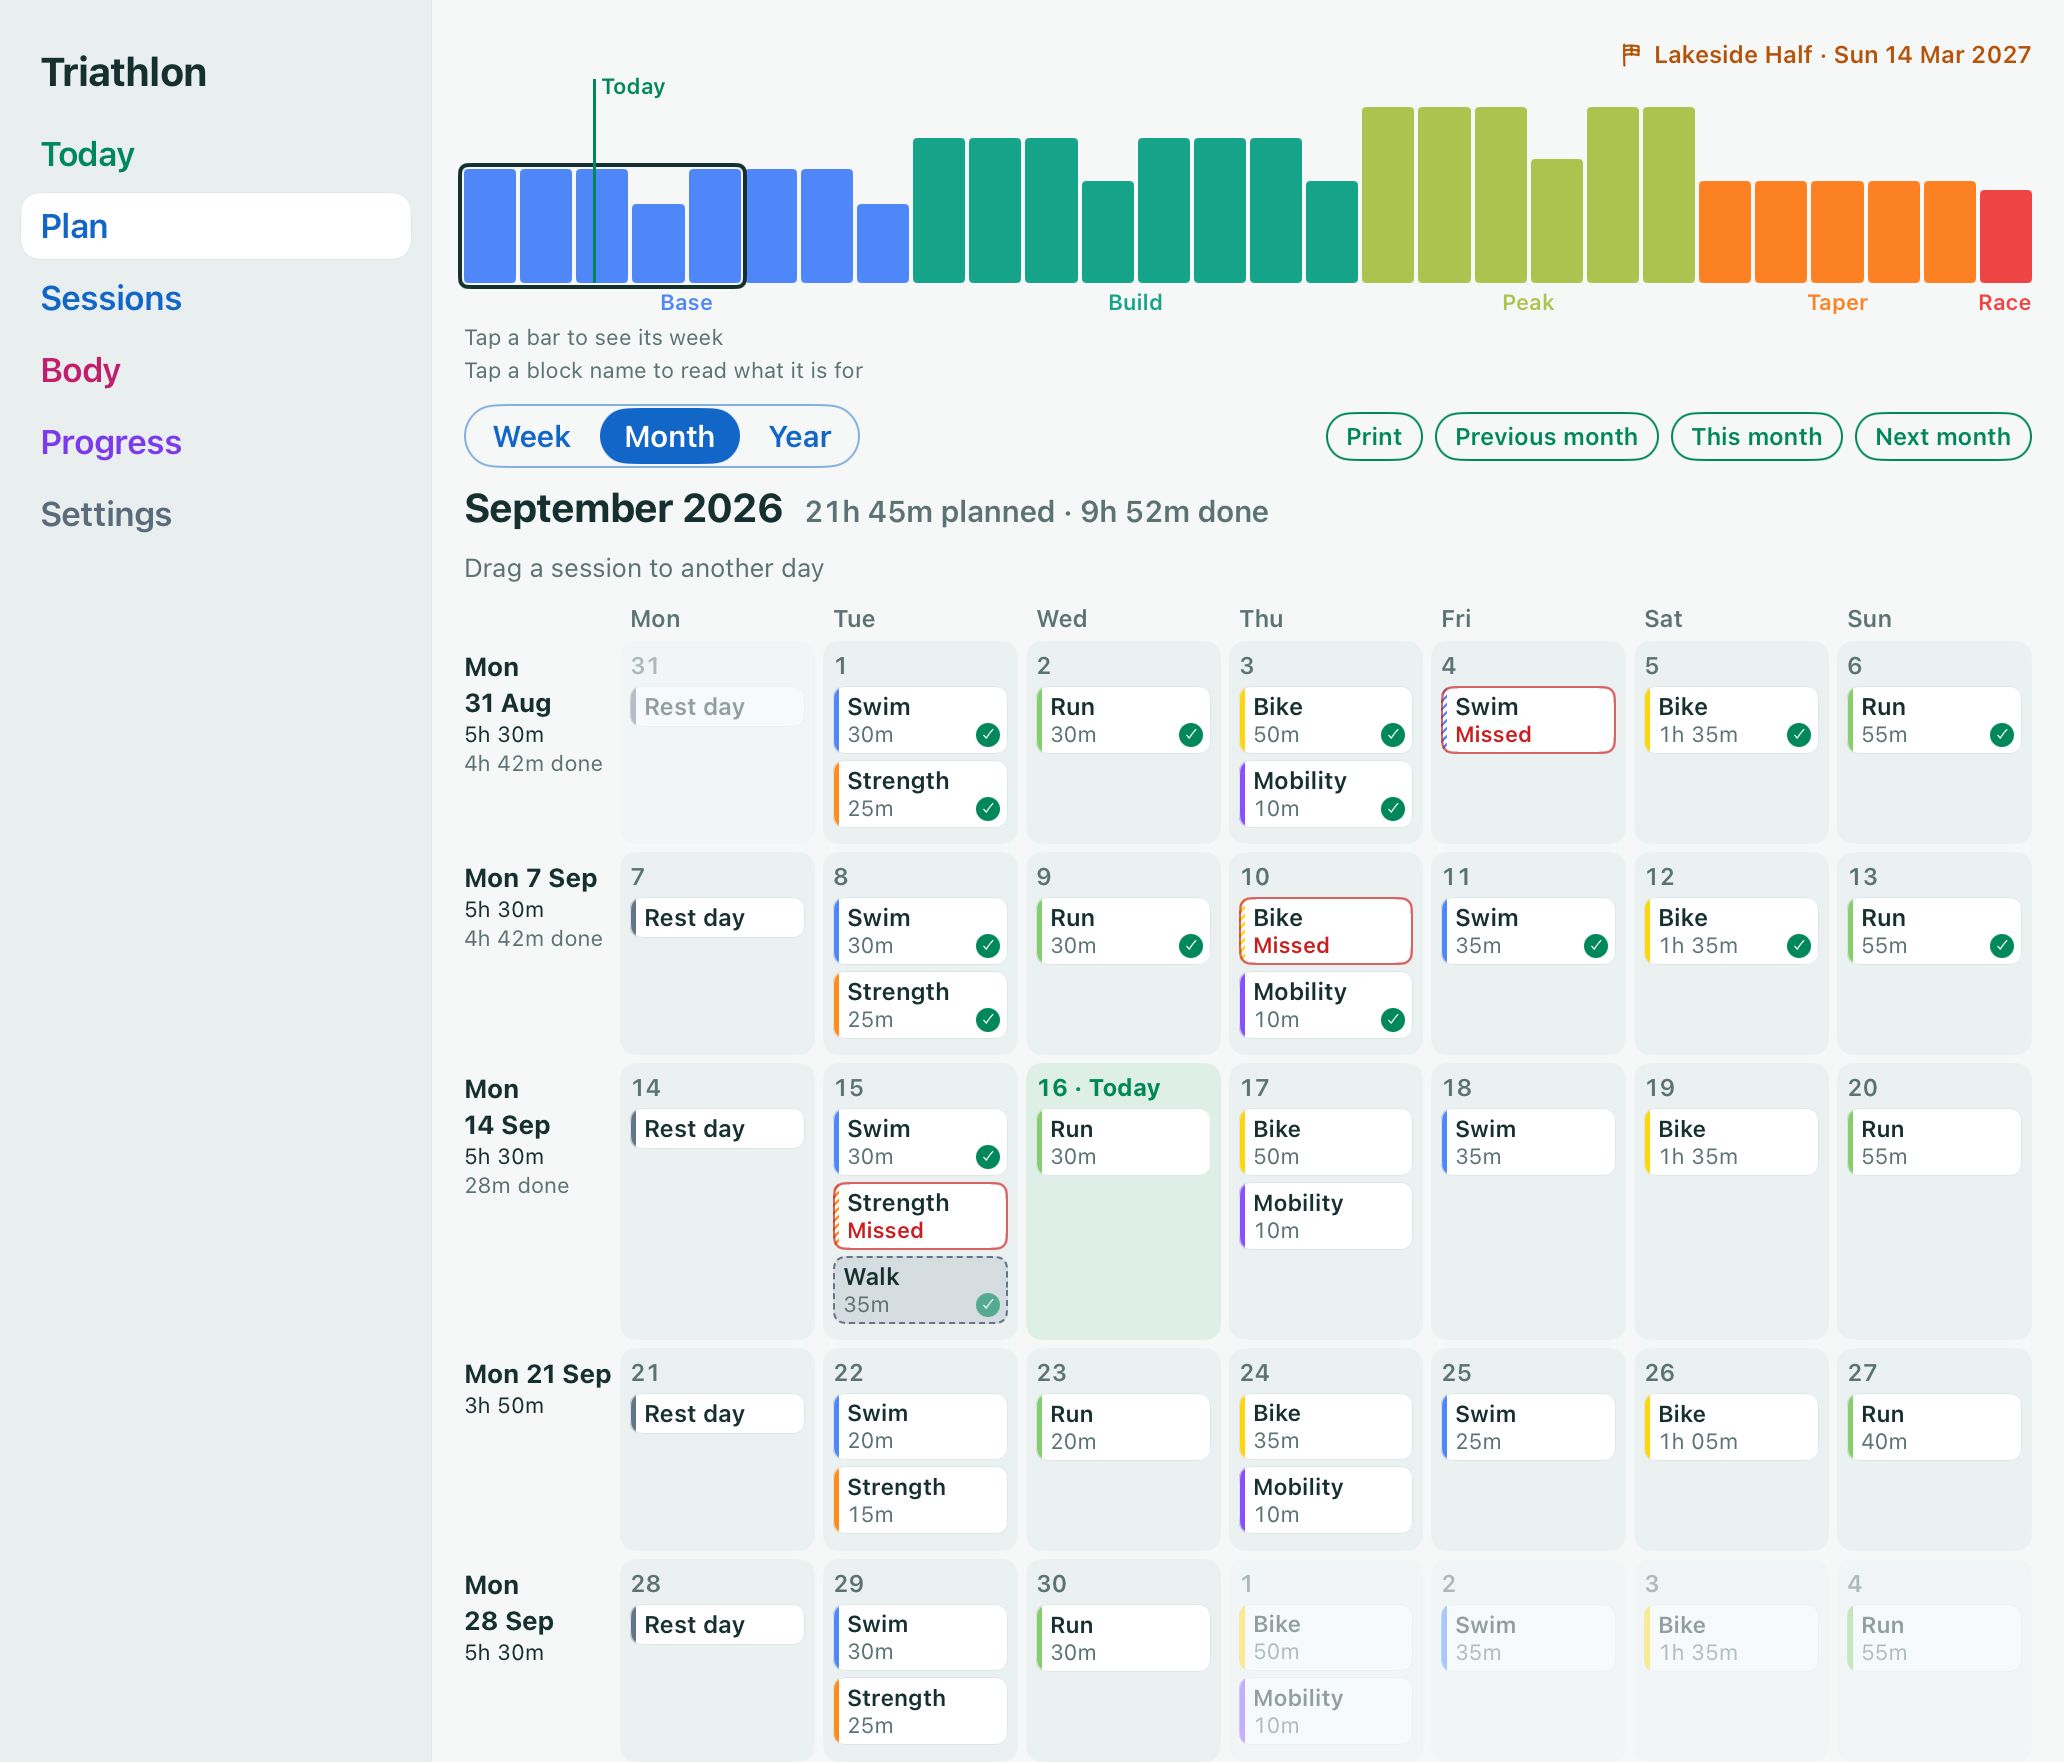 Triathlon
Today
Plan
Sessions
Body
Progress
Settings
Lakeside Half · Sun 14 Mar 2027
Today
Base
Build
Peak
Taper
Race
Tap a bar to see its week
Tap a block name to read what it is for
Week
Month
Year
Print
Previous month
This month
Next month
September 2026
21h 45m planned · 9h 52m done
Drag a session to another day
Mon
Tue
Wed
Thu
Fri
Sat
Sun
Mon
31 Aug
5h 30m
4h 42m done
31
Rest day
1
Swim
30m
Strength
25m
2
Run
30m
3
Bike
50m
Mobility
10m
4
Swim
Missed
5
Bike
1h 35m
6
Run
55m
Mon 7 Sep
5h 30m
4h 42m done
7
Rest day
8
Swim
30m
Strength
25m
9
Run
30m
10
Bike
Missed
Mobility
10m
11
Swim
35m
12
Bike
1h 35m
13
Run
55m
Mon
14 Sep
5h 30m
28m done
14
Rest day
15
Swim
30m
Strength
Missed
Walk
35m
16 · Today
Run
30m
17
Bike
50m
Mobility
10m
18
Swim
35m
19
Bike
1h 35m
20
Run
55m
Mon 21 Sep
3h 50m
21
Rest day
22
Swim
20m
Strength
15m
23
Run
20m
24
Bike
35m
Mobility
10m
25
Swim
25m
26
Bike
1h 05m
27
Run
40m
Mon
28 Sep
5h 30m
28
Rest day
29
Swim
30m
Strength
25m
30
Run
30m
1
Bike
50m
Mobility
10m
2
Swim
35m
3
Bike
1h 35m
4
Run
55m